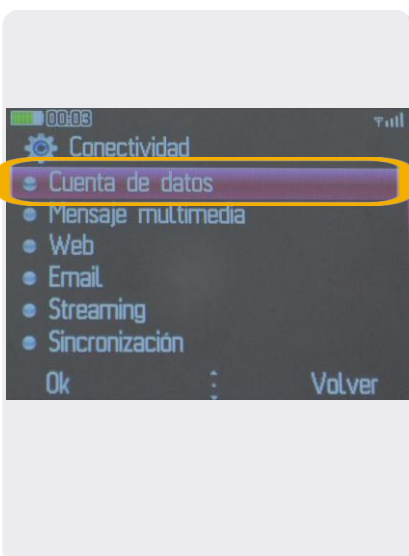 00:03
Conectividad
Cuenta de datos
Mensaje multimedia
Web
Email
Streaming
Sincronización
Ok Volver